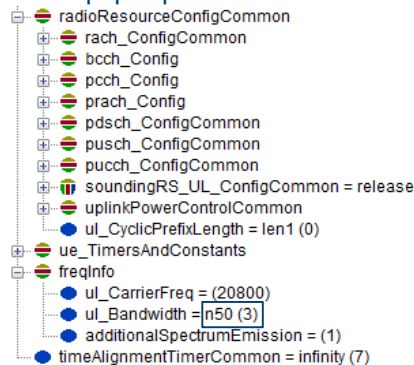 radioResourceConfigCommon
rach_ConfigCommon
bcch_Config
pcch_Config
prach_Config
pdsch_ConfigCommon
pusch_ConfigCommon
pucch_ConfigCommon
soundingRS_UL_ConfigCommon = release
uplinkPowerControlCommon
ul_CyclicPrefixLength = len1 (0)
ue_TimersAndConstants
freqInfo
ul_CarrierFreq = (20800)
ul_Bandwidth = n50 (3)
additionalSpectrumEmission = (1)
timeAlignmentTimerCommon = infinity (7)